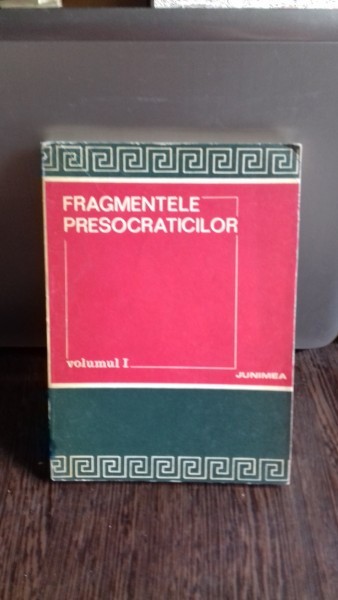 FRAGMENTELE
PRESOCRATICILOR
volumul I
JUNIMEA